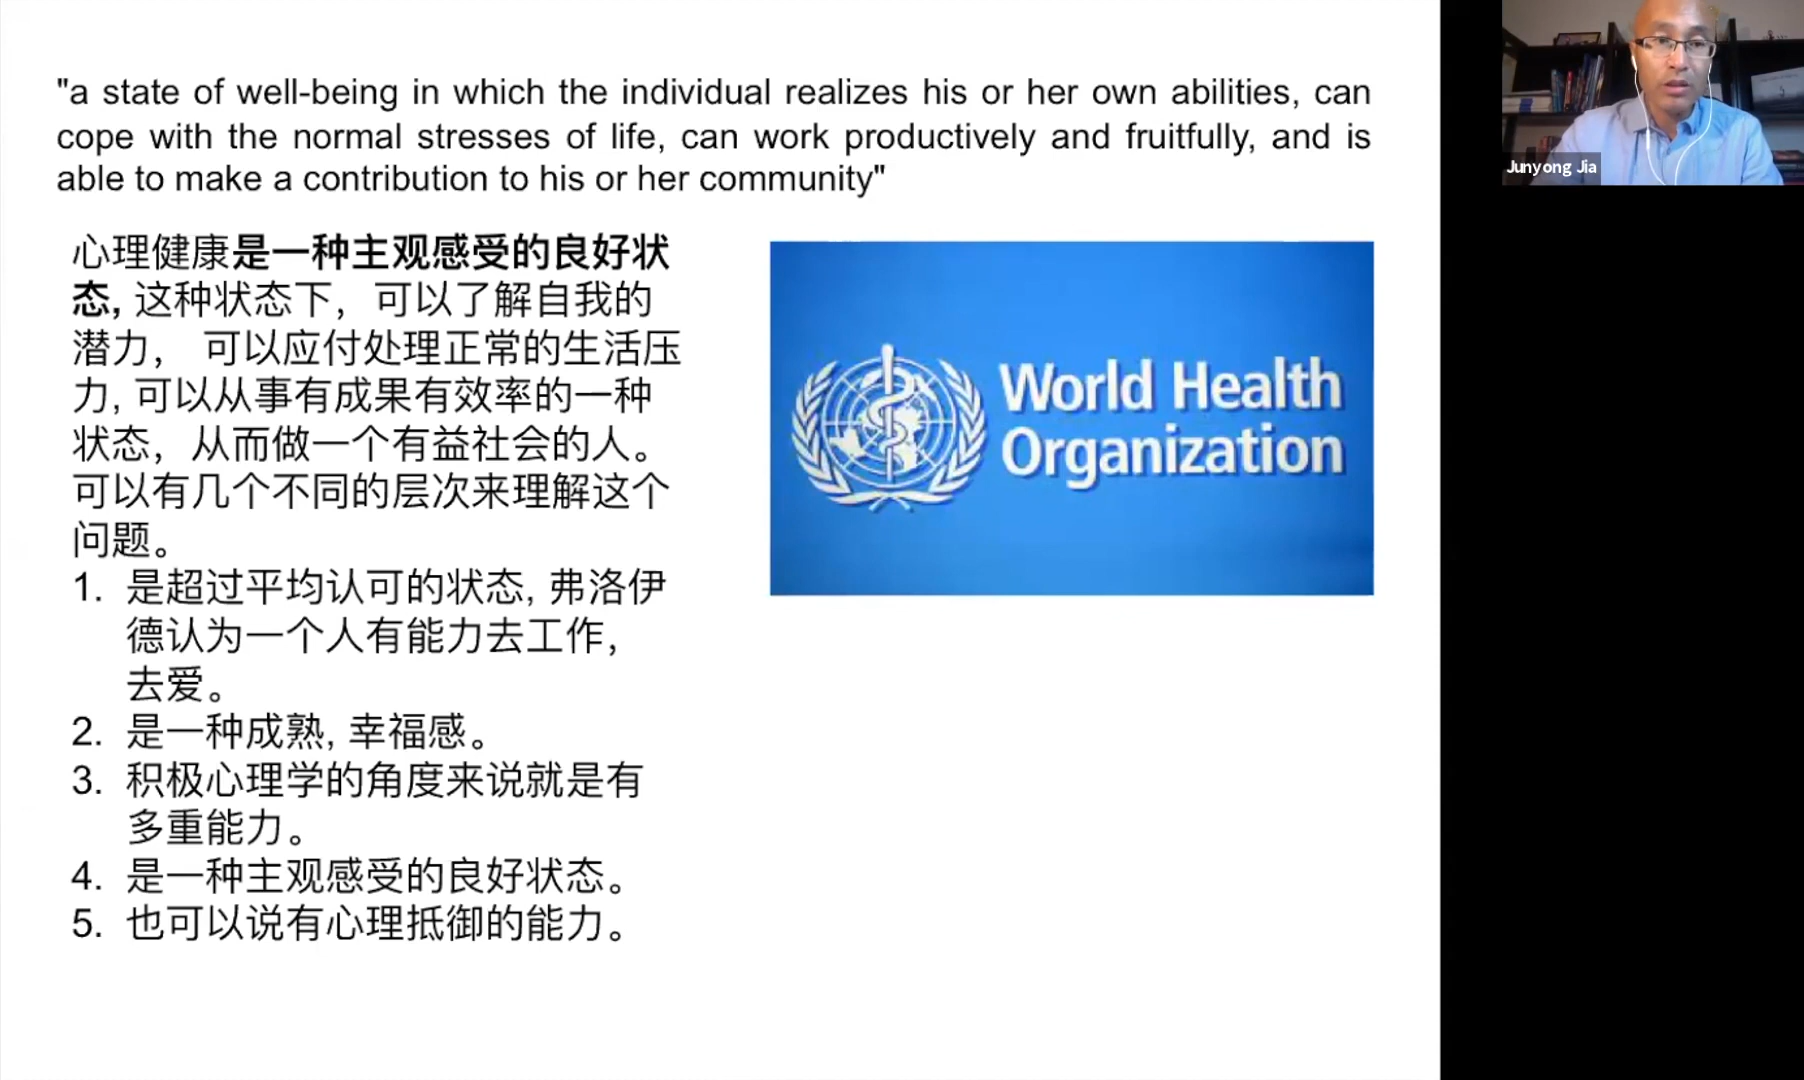 "a state of well-being in which the individual realizes his or her own abilities, can
cope with the normal stresses of life, can work productively and fruitfully, and is
able to make a contribution to his or her community"
心理健康是一种主观感受的良好状
态, 这种状态下，可以了解自我的
潜力， 可以应付处理正常的生活压
力, 可以从事有成果有效率的一种
状态，从而做一个有益社会的人。
可以有几个不同的层次来理解这个
问题。
1. 是超过平均认可的状态, 弗洛伊
德认为一个人有能力去工作，
去爱。
2. 是一种成熟, 幸福感。
3. 积极心理学的角度来说就是有
多重能力。
4. 是一种主观感受的良好状态。
5. 也可以说有心理抵御的能力。
World Health
Organization
Junyong Jia